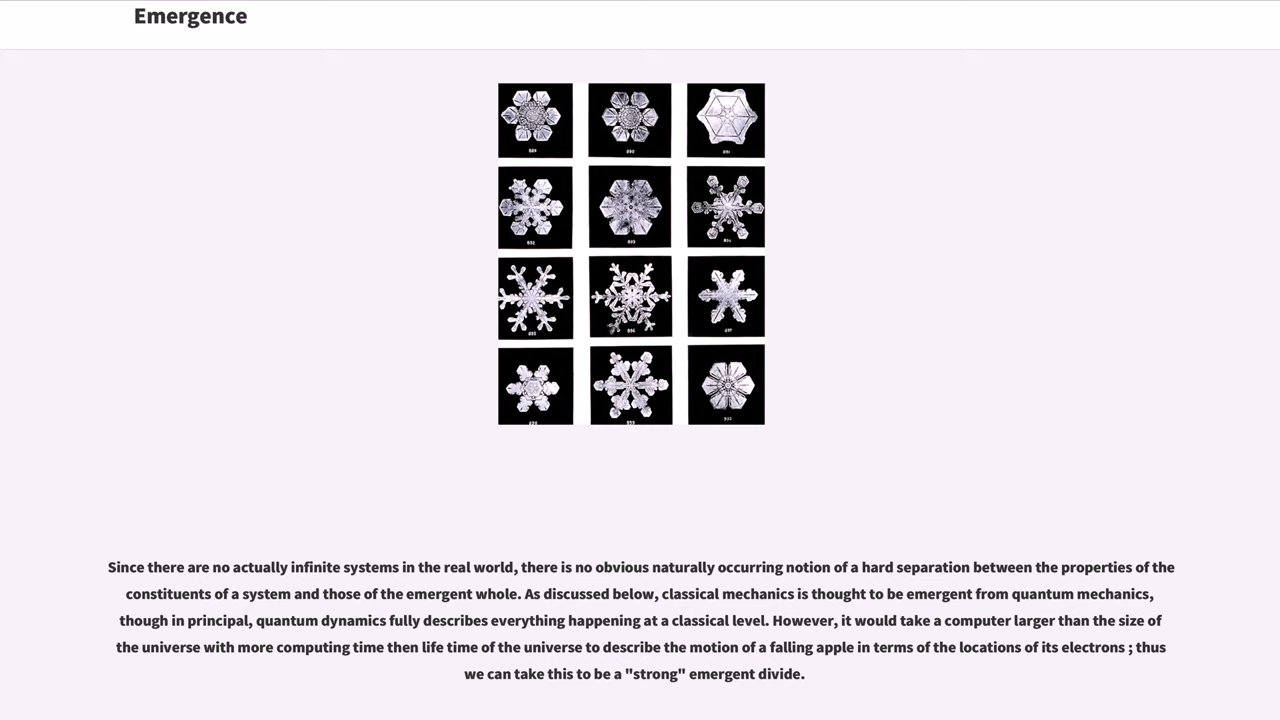 Emergence
Since there are no actually infinite systems in the real world, there is no obvious naturally occurring notion of a hard separation between the properties of the
constituents of a system and those of the emergent whole. As discussed below, classical mechanics is thought to be emergent from quantum mechanics,
though in principal, quantum dynamics fully describes everything happening at a classical level. However, it would take a computer larger than the size of
the universe with more computing time then life time of the universe to describe the motion of a falling apple in terms of the locations of its electrons ; thus
we can take this to be a "strong" emergent divide.